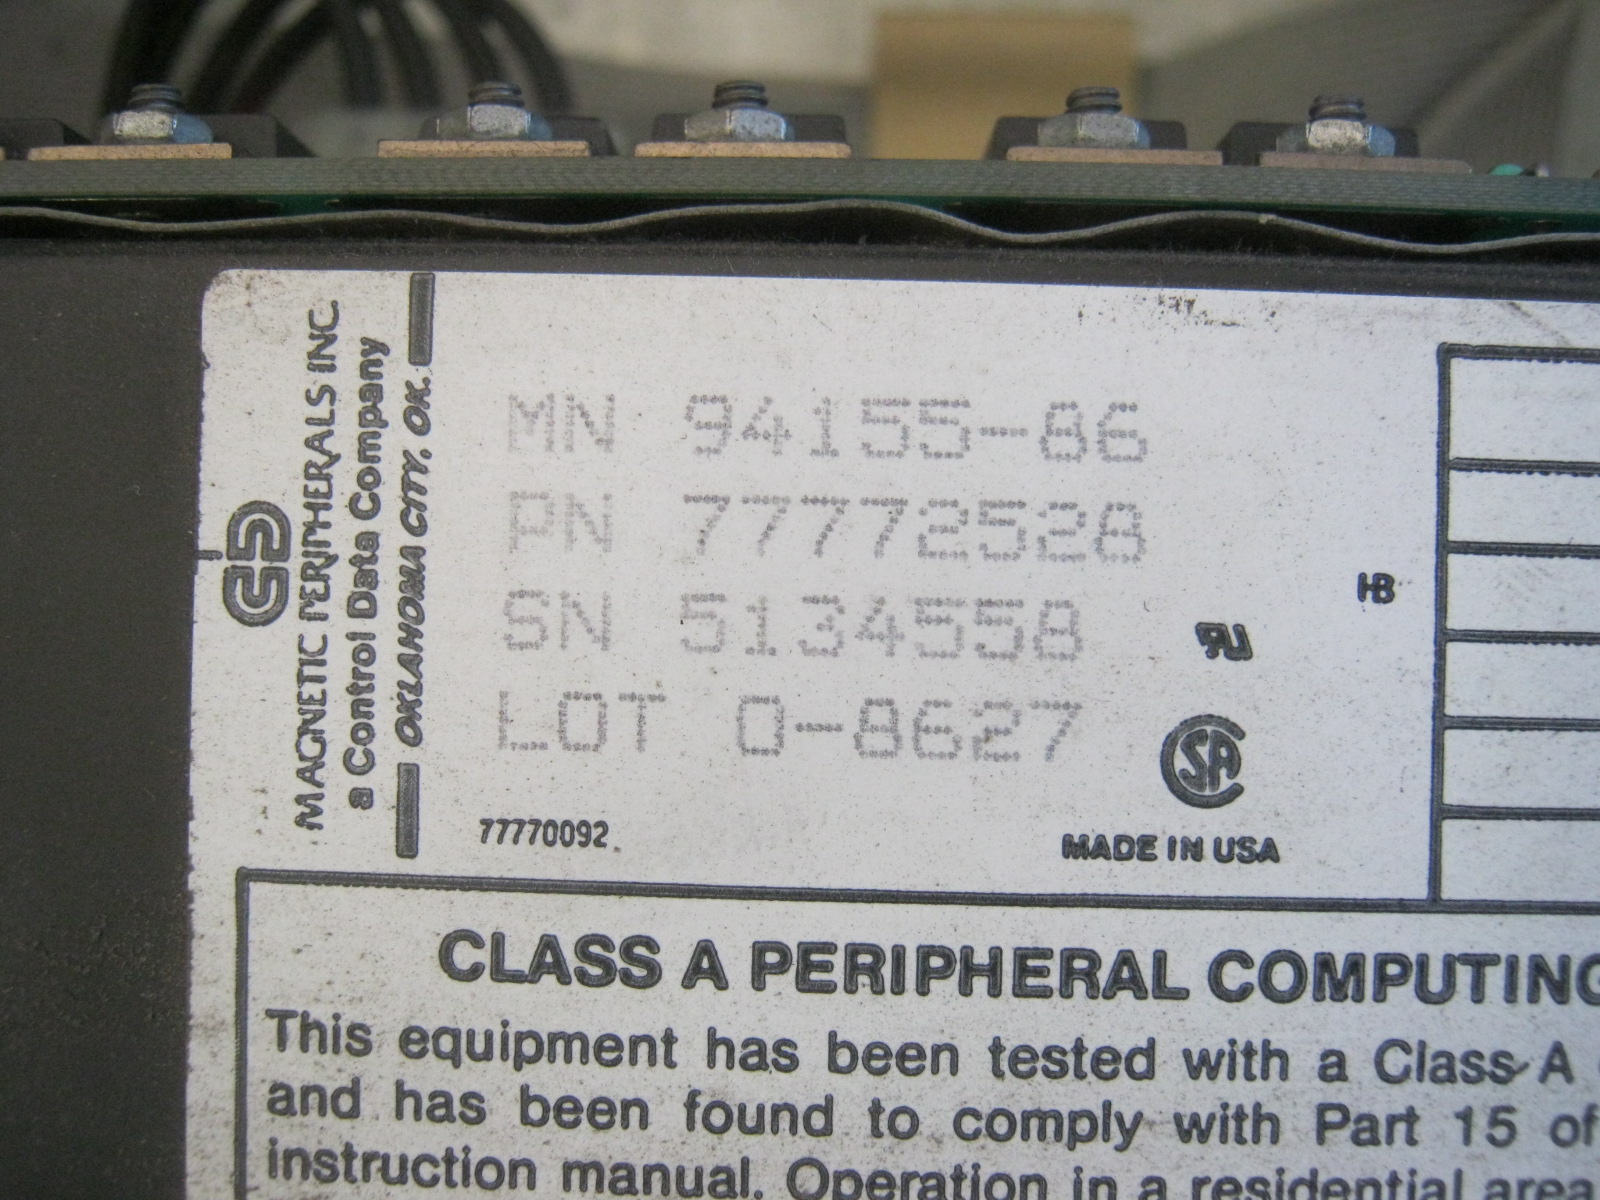 MAGNETIC PERIPHERALS INC.
a Control Data Company
OKLAHOMA CITY, OK.
MN 94155-86
PN 77772528
SN 5134558
LOT 0-8627
77770092
HB
SA
MADE IN USA
CLASS A PERIPHERAL COMPUTING
This equipment has been tested with a Class A
and has been found to comply with Part 15 of
instruction manual. Operation in a residential area